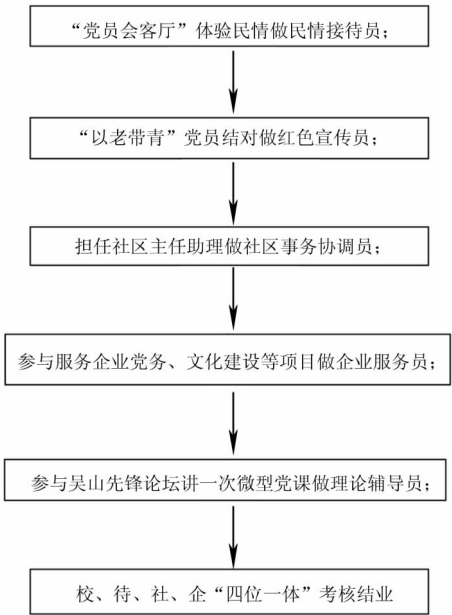 “党员会客厅”体验民情做民情接待员；
“以老带青”党员结对做红色宣传员；
担任社区主任助理做社区事务协调员；
参与服务企业党务、文化建设等项目做企业服务员；
参与吴山先锋论坛讲一次微型党课做理论辅导员；
校、待、社、企“四位一体”考核结业